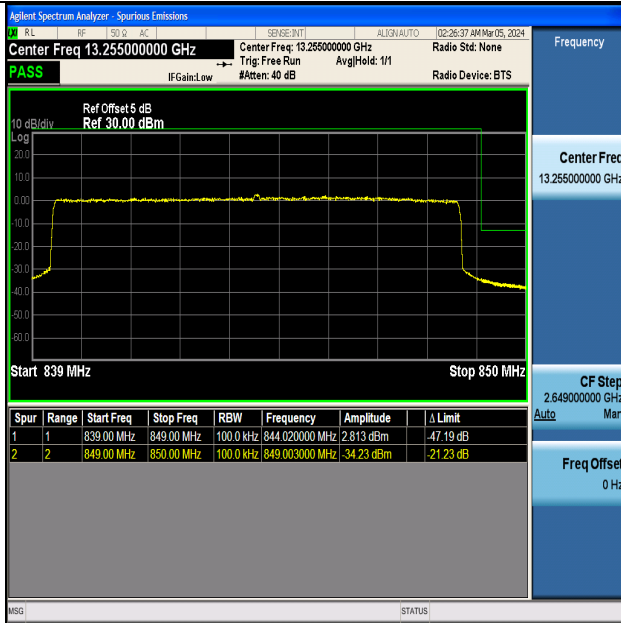 Agilent Spectrum Analyzer - Spurious Emissions
RL RF 50 Ω AC SENSE:INT ALIGN AUTO 02:26:37 AM Mar 05, 2024
Center Freq 13.255000000 GHz Center Freq: 13.255000000 GHz Radio Std: None Frequency
Trig: Free Run Avg|Hold: 1/1
PASS IFGain:Low #Atten: 40 dB Radio Device: BTS
Ref Offset 5 dB
10 dB/div Ref 30.00 dBm
Log
20.0
10.0
0.00
-10.0
-20.0
-30.0
-40.0
-50.0
-60.0
Start 839 MHz Stop 850 MHz
Center Freq
13.255000000 GHz
CF Step
2.649000000 GHz
Auto Man
Freq Offset
0 Hz
Spur Range Start Freq Stop Freq RBW Frequency Amplitude Δ Limit
1 1 839.00 MHz 849.00 MHz 100.0 kHz 844.020000 MHz 2.813 dBm -47.19 dB
2 2 849.00 MHz 850.00 MHz 100.0 kHz 849.003000 MHz -34.23 dBm -21.23 dB
MSG STATUS